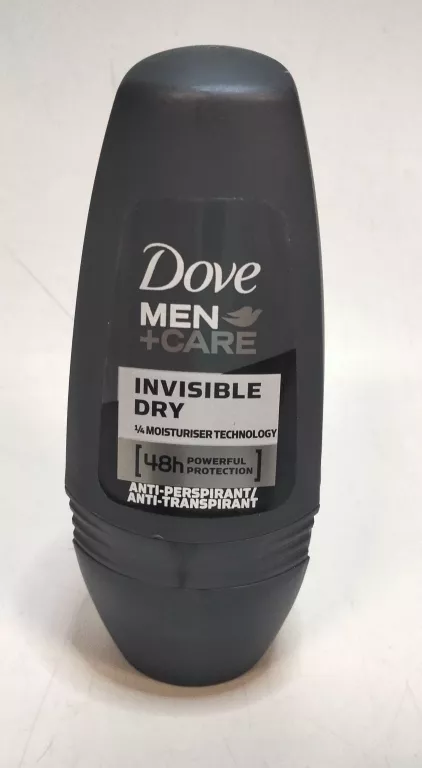 Dove
MEN
+CARE
INVISIBLE
DRY
¼ MOISTURISER TECHNOLOGY
[48h POWERFUL
PROTECTION]
ANTI-PERSPIRANT/
ANTI-TRANSPIRANT